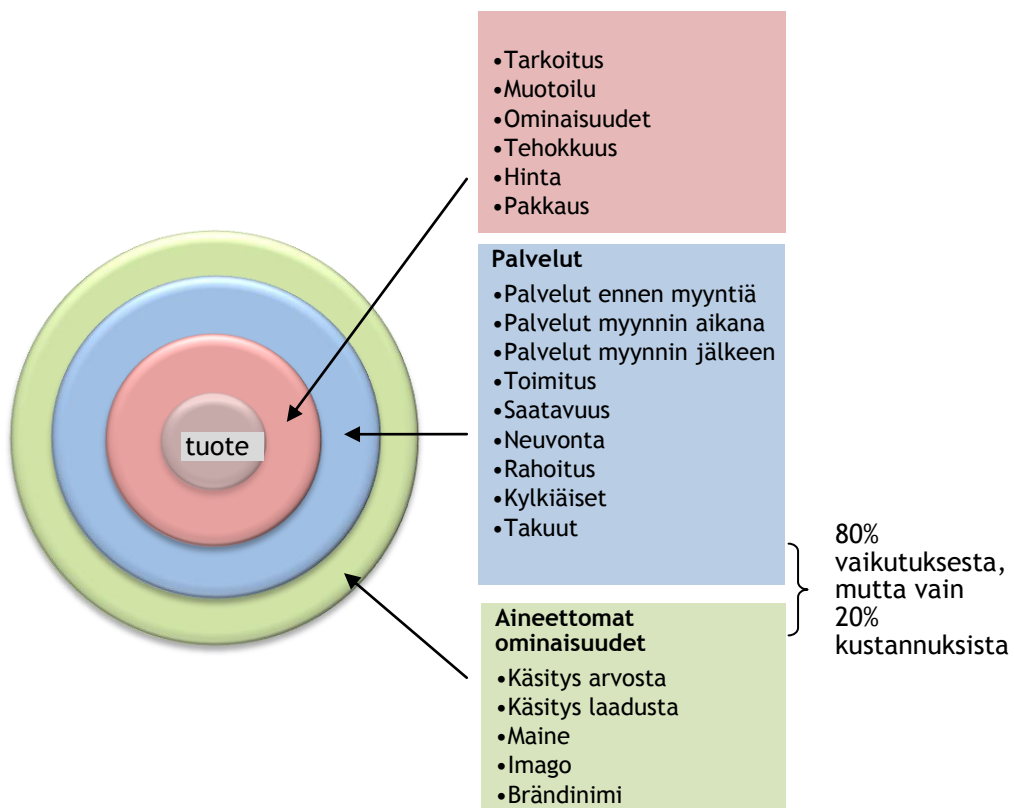 •Tarkoitus
•Muotoilu
•Ominaisuudet
•Tehokkuus
•Hinta
•Pakkaus
Palvelut
•Palvelut ennen myyntiä
•Palvelut myynnin aikana
•Palvelut myynnin jälkeen
•Toimitus
•Saatavuus
•Neuvonta
•Rahoitus
•Kylkiäiset
•Takuut
tuote
80%
vaikutuksesta,
mutta vain
20%
kustannuksista
Aineettomat
ominaisuudet
•Käsitys arvosta
•Käsitys laadusta
•Maine
•Imago
•Brändinimi